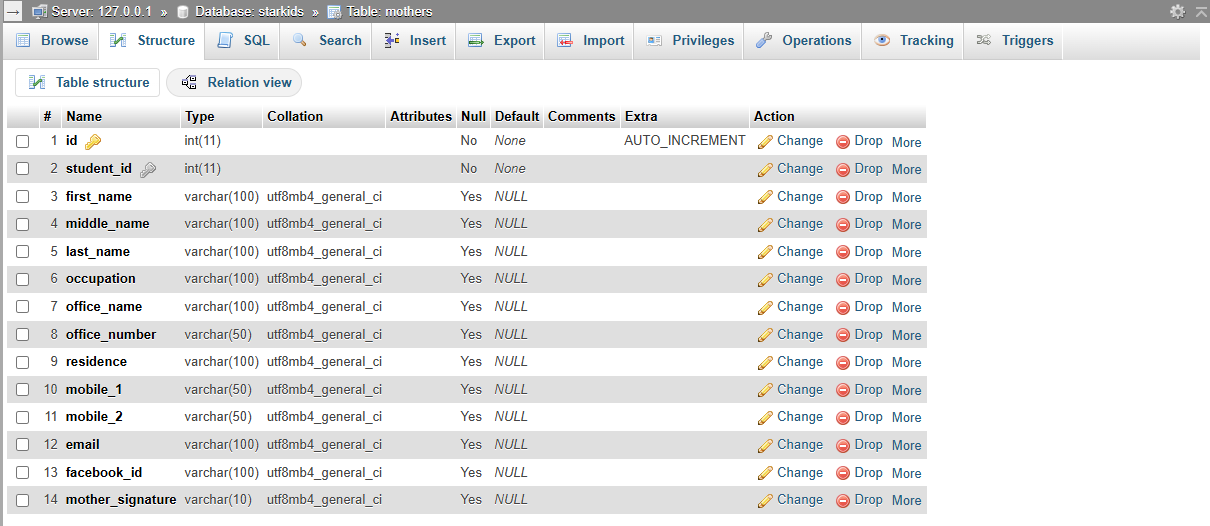 Server: 127.0.0.1 » Database: starkids » Table: mothers
Browse Structure SQL Search Insert Export Import Privileges Operations Tracking Triggers
Table structure Relation view
# Name Type Collation Attributes Null Default Comments Extra Action
1 id int(11) No None AUTO_INCREMENT Change Drop More
2 student_id int(11) No None Change Drop More
3 first_name varchar(100) utf8mb4_general_ci Yes NULL Change Drop More
4 middle_name varchar(100) utf8mb4_general_ci Yes NULL Change Drop More
5 last_name varchar(100) utf8mb4_general_ci Yes NULL Change Drop More
6 occupation varchar(100) utf8mb4_general_ci Yes NULL Change Drop More
7 office_name varchar(100) utf8mb4_general_ci Yes NULL Change Drop More
8 office_number varchar(50) utf8mb4_general_ci Yes NULL Change Drop More
9 residence varchar(100) utf8mb4_general_ci Yes NULL Change Drop More
10 mobile_1 varchar(50) utf8mb4_general_ci Yes NULL Change Drop More
11 mobile_2 varchar(50) utf8mb4_general_ci Yes NULL Change Drop More
12 email varchar(100) utf8mb4_general_ci Yes NULL Change Drop More
13 facebook_id varchar(100) utf8mb4_general_ci Yes NULL Change Drop More
14 mother_signature varchar(10) utf8mb4_general_ci Yes NULL Change Drop More